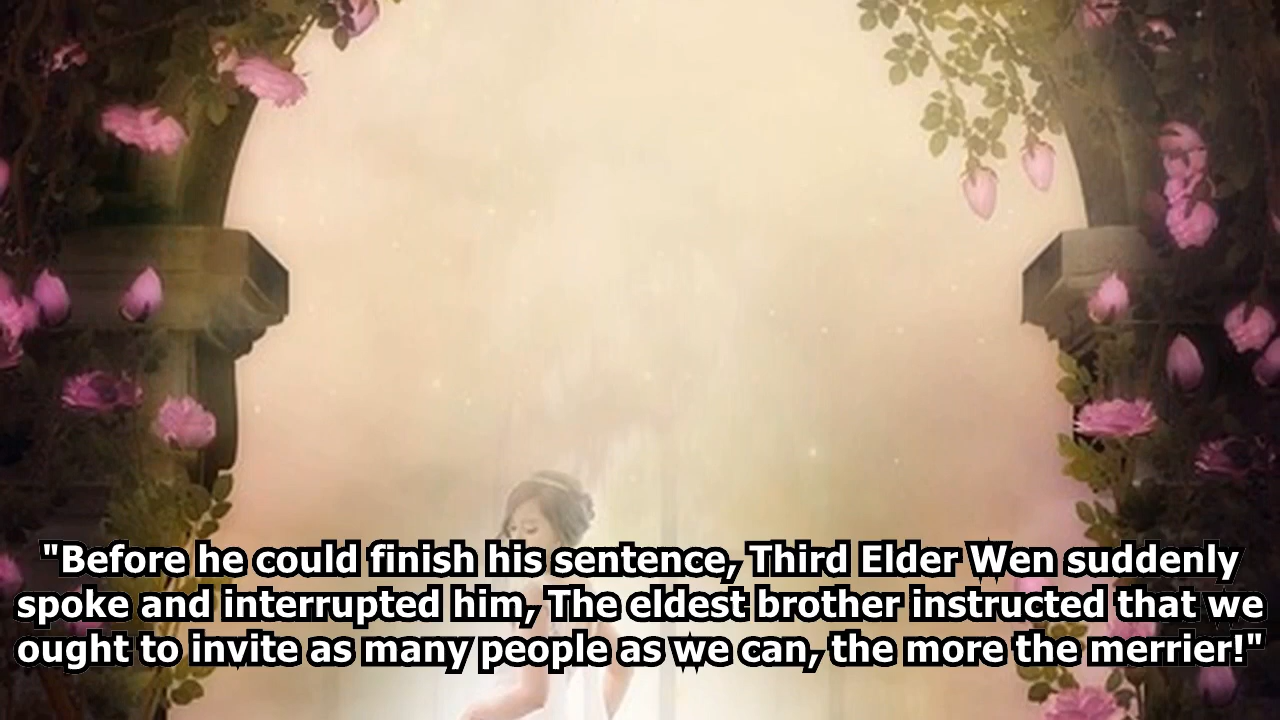 "Before he could finish his sentence, Third Elder Wen suddenly
spoke and interrupted him, The eldest brother instructed that we
ought to invite as many people as we can, the more the merrier!"